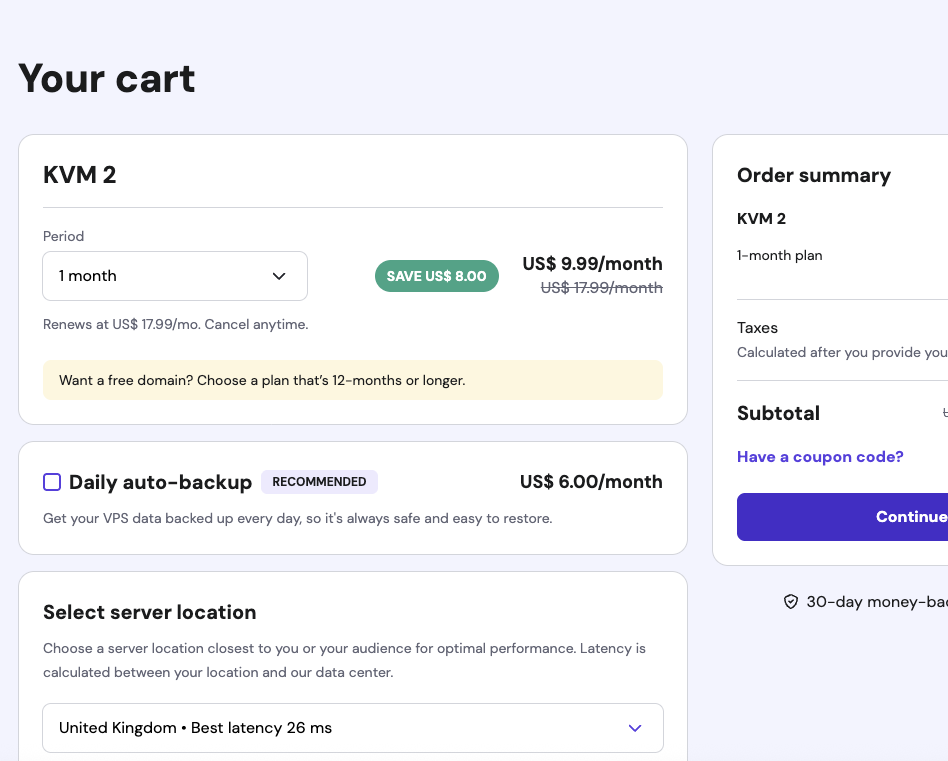 Your cart
KVM 2
Period
1 month
SAVE US$ 8.00
US$ 9.99/month
US$ 17.99/month
Renews at US$ 17.99/mo. Cancel anytime.
Want a free domain? Choose a plan that's 12-months or longer.
Daily auto-backup
RECOMMENDED
US$ 6.00/month
Get your VPS data backed up every day, so it's always safe and easy to restore.
Select server location
Choose a server location closest to you or your audience for optimal performance. Latency is
calculated between your location and our data center.
United Kingdom • Best latency 26 ms
Order summary
KVM 2
1-month plan
Taxes
Calculated after you provide
Subtotal
Have a coupon code?
Continue
30-day